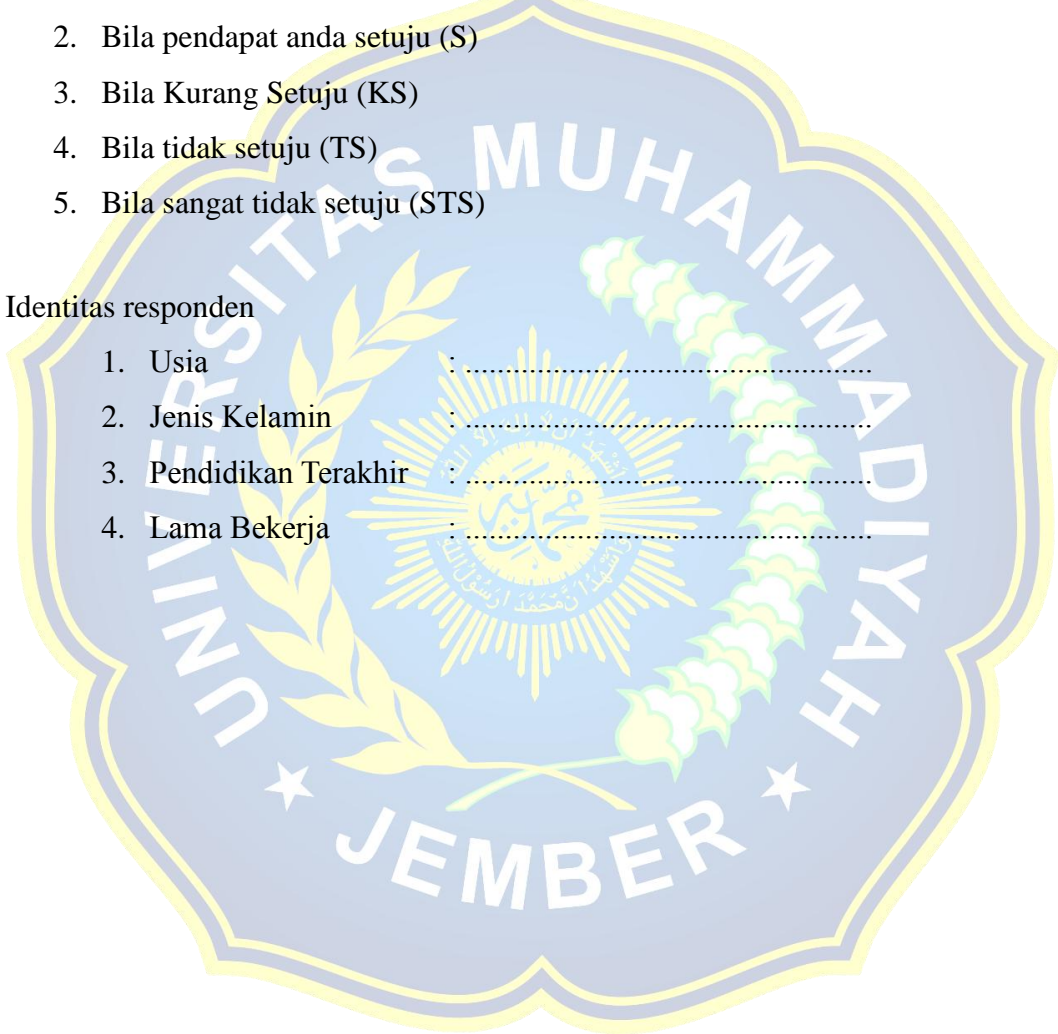 2. Bila pendapat anda setuju (S)
3. Bila Kurang Setuju (KS)
4. Bila tidak setuju (TS)
5. Bila sangat tidak setuju (STS)
Identitas responden
1. Usia : ..................................................
2. Jenis Kelamin : ..................................................
3. Pendidikan Terakhir : ..................................................
4. Lama Bekerja : ..................................................
UNIVERSITAS MUHAMMADIYAH
JEMBER